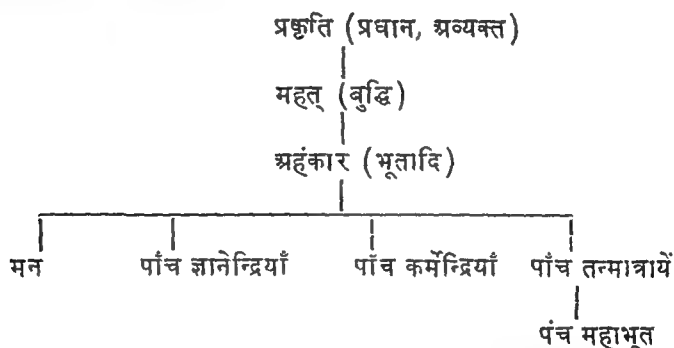 प्रकृति (प्रधान, अव्यक्त)
महत् (बुद्धि)
अहंकार (भूतादि)
मन पाँच ज्ञानेन्द्रियाँ पाँच कर्मेन्द्रियाँ पाँच तन्मात्रायें
पंच महाभूत